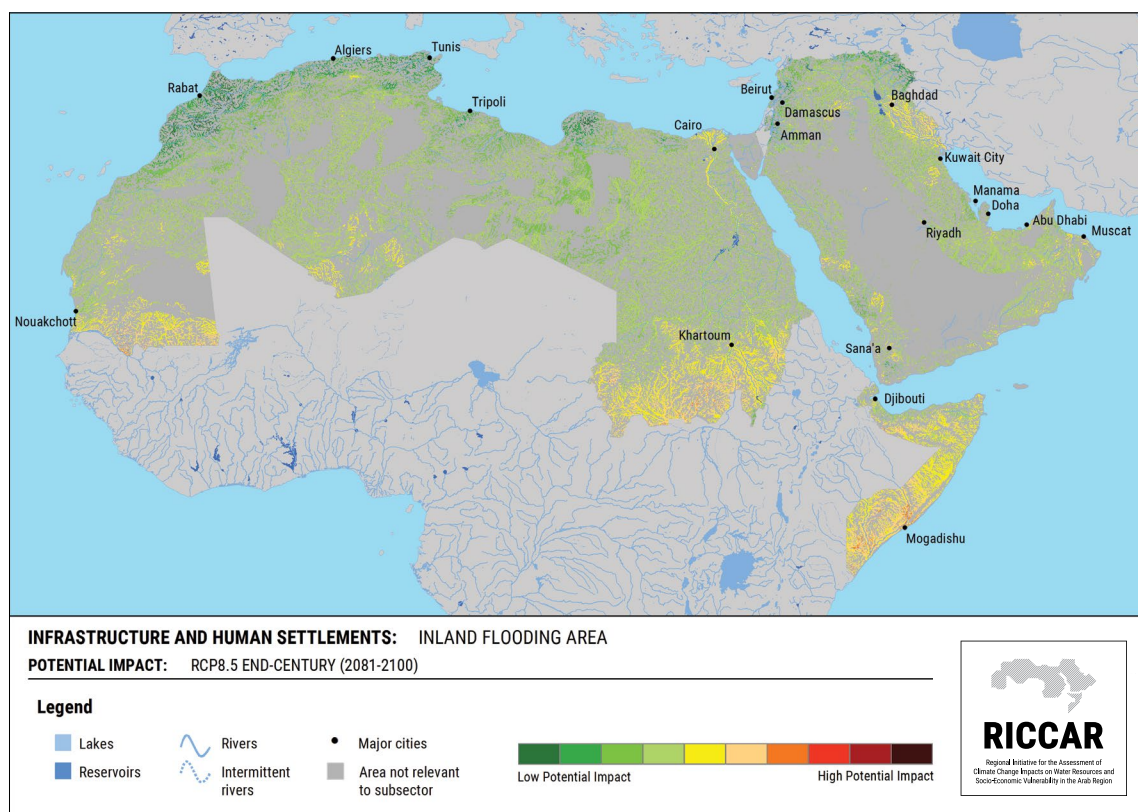 Algiers
Tunis
Rabat
Tripoli
Beirut
Baghdad
Damascus
Cairo
Amman
Kuwait City
Manama
Doha
Abu Dhabi
Riyadh
Muscat
Nouakchott
Khartoum
Sana'a
Djibouti
Mogadishu
INFRASTRUCTURE AND HUMAN SETTLEMENTS: INLAND FLOODING AREA
POTENTIAL IMPACT: RCP8.5 END-CENTURY (2081-2100)
Legend
Lakes
Reservoirs
Rivers
Intermittent
rivers
Major cities
Area not relevant
to subsector
Low Potential Impact
High Potential Impact
RICCAR
Regional Initiative for the Assessment of
Climate Change Impacts on Water Resources and
Socio-Economic Vulnerability in the Arab Region